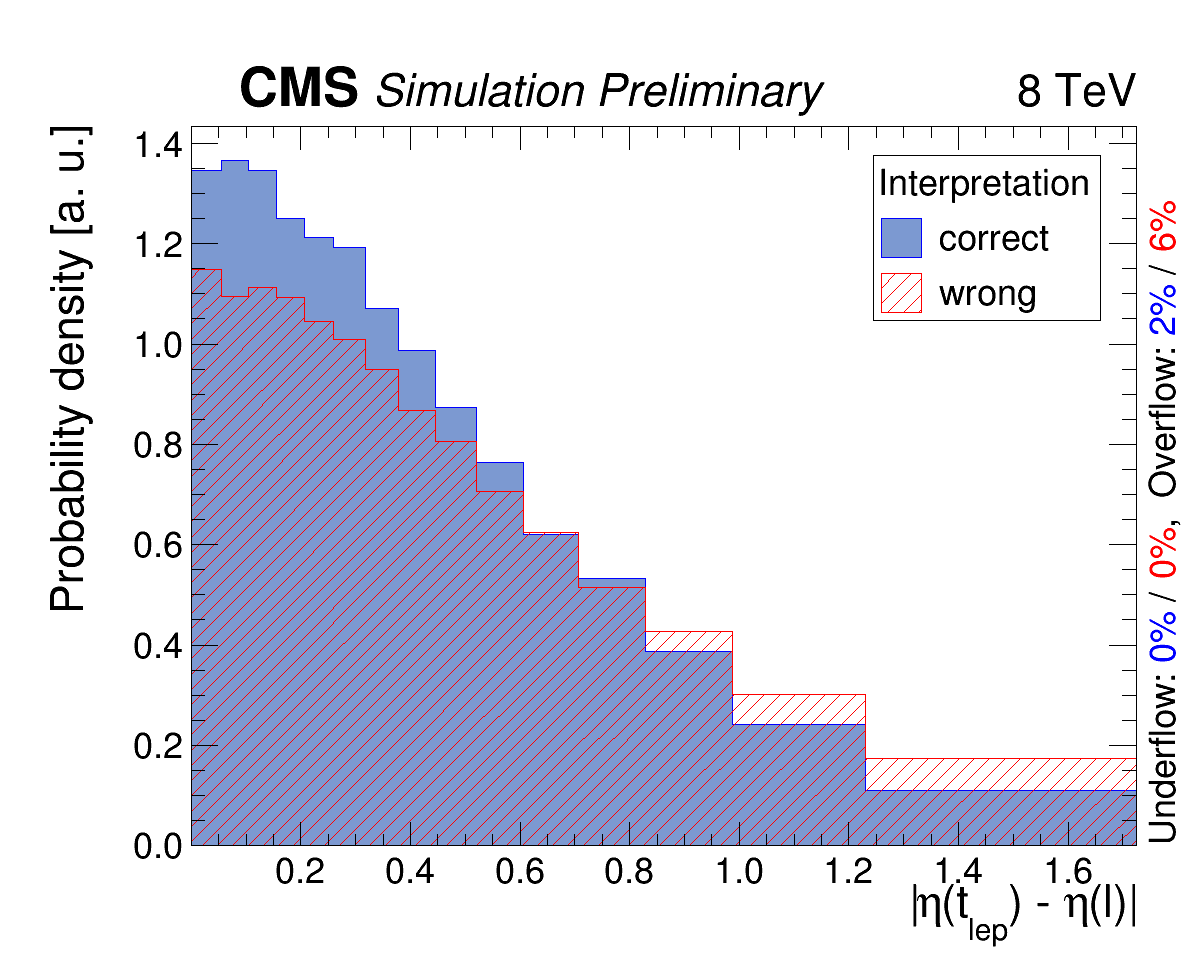 CMS Simulation Preliminary 8 TeV
Probability density [a. u.]
1.4
1.2
1.0
0.8
0.6
0.4
0.2
0.0
Interpretation
correct
wrong
Underflow: 0% / 0%, Overflow: 2% / 6%
0.2 0.4 0.6 0.8 1.0 1.2 1.4 1.6
|η(t_lep) - η(l)|